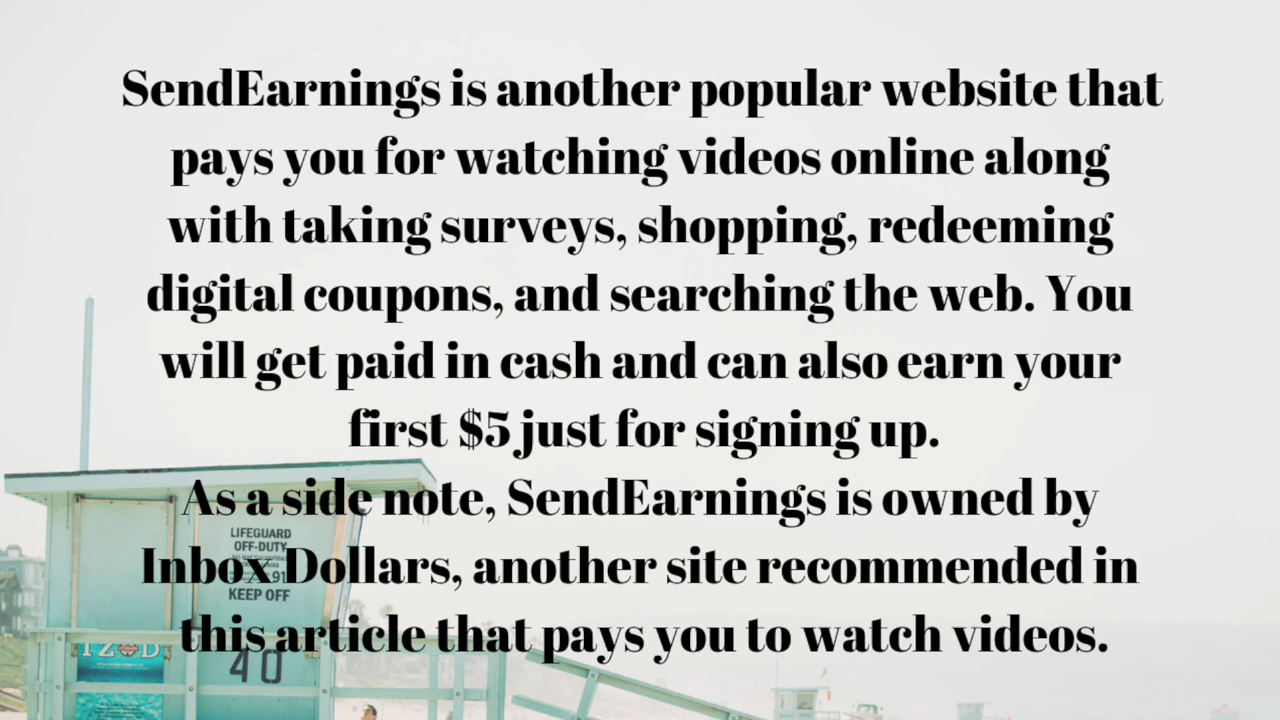 SendEarnings is another popular website that
pays you for watching videos online along
with taking surveys, shopping, redeeming
digital coupons, and searching the web. You
will get paid in cash and can also earn your
first $5 just for signing up.
As a side note, SendEarnings is owned by
Inbox Dollars, another site recommended in
this article that pays you to watch videos.
LIFEGUARD
OFF-DUTY
91
KEEP OFF
IZOD
40